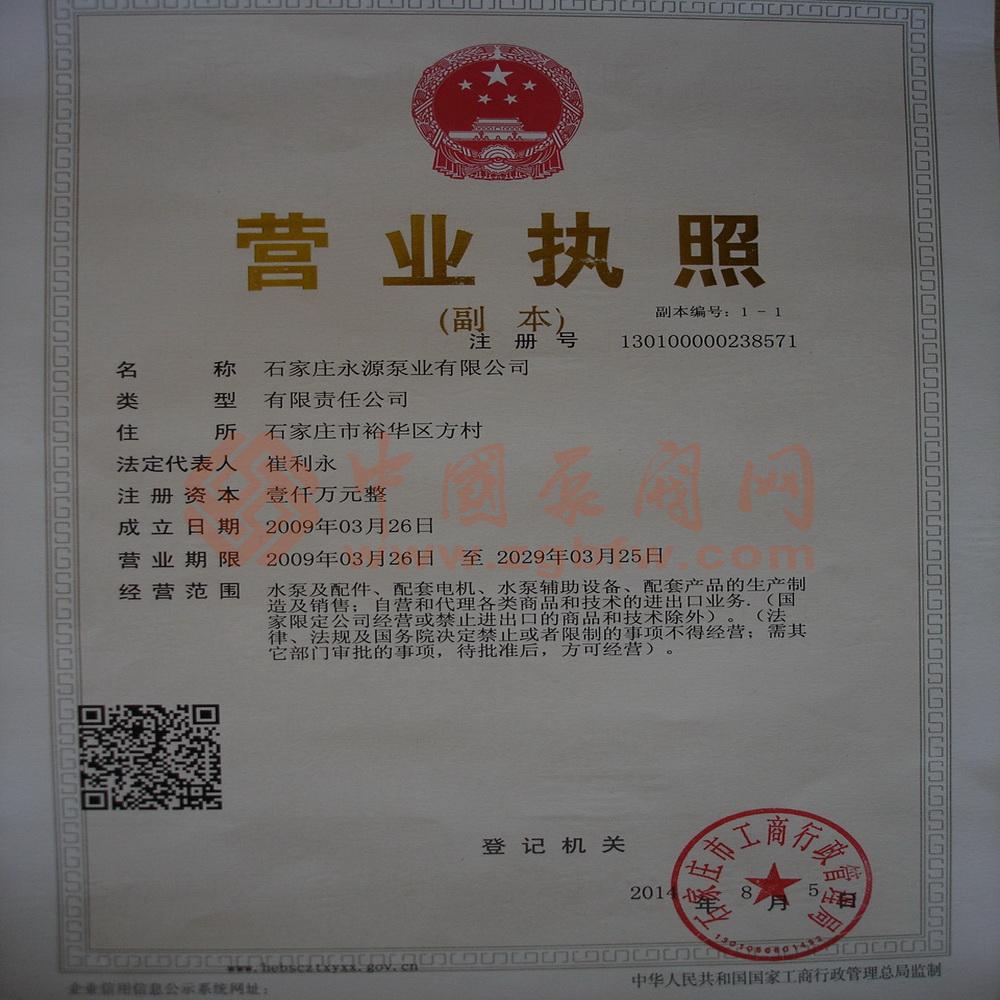 营业执照
(副 本)
副本编号：1-1
注 册 号 130100000238571
名 称 石家庄永源泵业有限公司
类 型 有限责任公司
住 所 石家庄市裕华区方村
法定代表人 崔利永
注册资本 壹仟万元整
成立日期 2009年03月26日
营业期限 2009年03月26日 至 2029年03月25日
经营范围 水泵及配件、配套电机、水泵辅助设备、配套产品的生产制
造及销售；自营和代理各类商品和技术的进出口业务.（国
家限定公司经营或禁止进出口的商品和技术除外）。（法
律、法规及国务院决定禁止或者限制的事项不得经营；需其
它部门审批的事项，待批准后，方可经营）。
中国泵阀网
www.zgbfw.com
登记机关
石家庄市工商行政管理局
2014年8月5日
1301080801492
www.hebscztxyxx.gov.cn
企业信用信息公示系统网址：
中华人民共和国国家工商行政管理总局监制